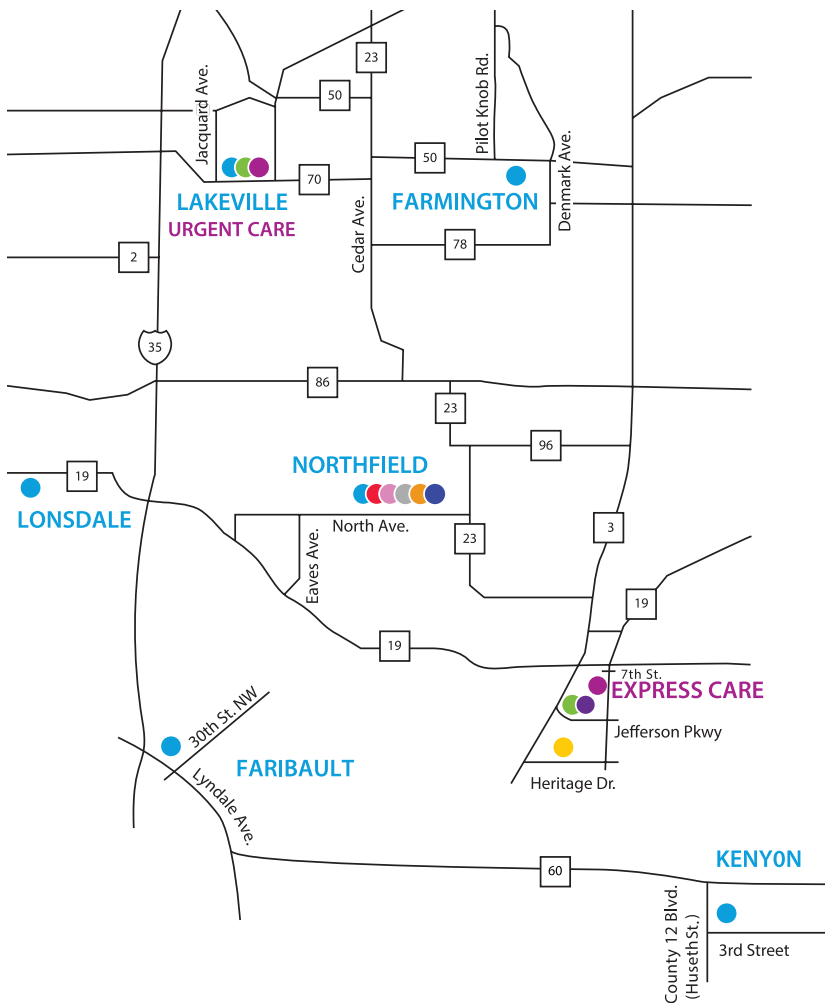 23
Pilot Knob Rd.
Jacquard Ave.
50
Denmark Ave.
50
70
LAKEVILLE
URGENT CARE
FARMINGTON
Cedar Ave.
78
2
35
86
23
96
NORTHFIELD
19
LONSDALE
North Ave.
Eaves Ave.
23
3
19
19
7th St.
EXPRESS CARE
30th St. NW
Jefferson Pkwy
FARIBAULT
Lyndale Ave.
Heritage Dr.
KENY0N
60
County 12 Blvd.
(Huseth St.)
3rd Street